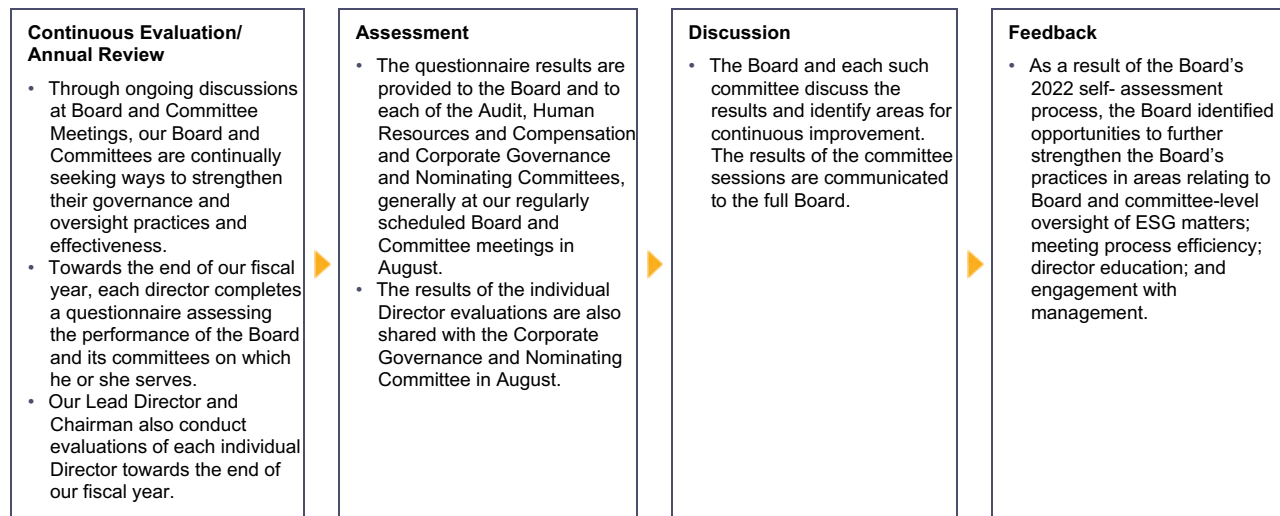 Continuous Evaluation/
Annual Review
• Through ongoing discussions
at Board and Committee
Meetings, our Board and
Committees are continually
seeking ways to strengthen
their governance and
oversight practices and
effectiveness.
• Towards the end of our fiscal
year, each director completes
a questionnaire assessing
the performance of the Board
and its committees on which
he or she serves.
• Our Lead Director and
Chairman also conduct
evaluations of each individual
Director towards the end of
our fiscal year.
Assessment
• The questionnaire results are
provided to the Board and to
each of the Audit, Human
Resources and Compensation
and Corporate Governance
and Nominating Committees,
generally at our regularly
scheduled Board and
Committee meetings in
August.
• The results of the individual
Director evaluations are also
shared with the Corporate
Governance and Nominating
Committee in August.
Discussion
• The Board and each such
committee discuss the
results and identify areas for
continuous improvement.
The results of the committee
sessions are communicated
to the full Board.
Feedback
• As a result of the Board's
2022 self- assessment
process, the Board identified
opportunities to further
strengthen the Board's
practices in areas relating to
Board and committee-level
oversight of ESG matters;
meeting process efficiency;
director education; and
engagement with
management.